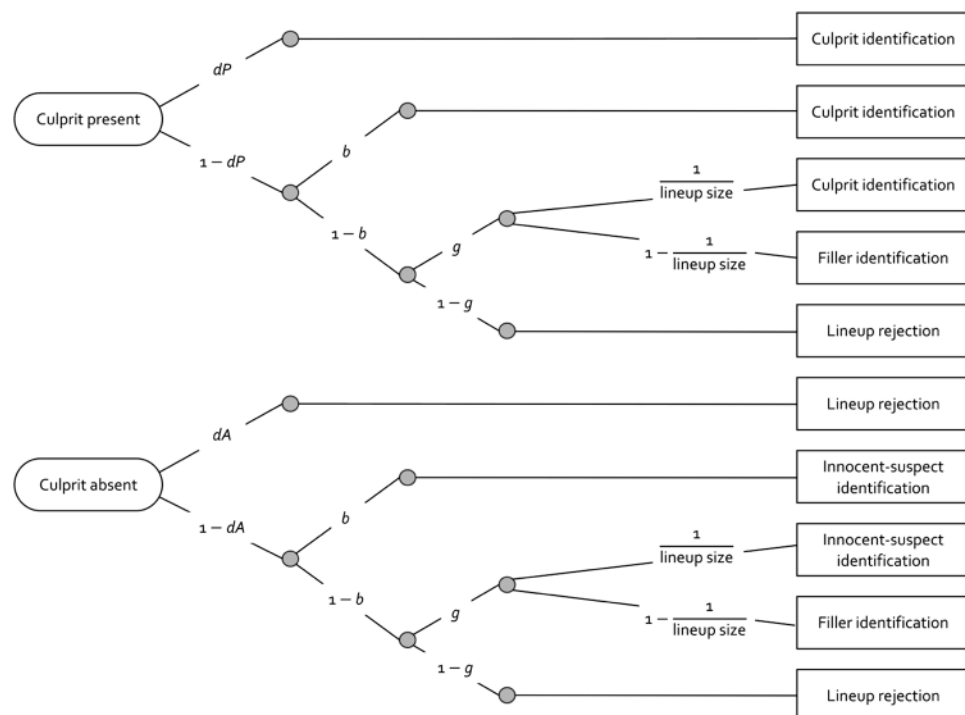 Culprit identification
dP
Culprit present
Culprit identification
b
1 – dP
1
lineup size
Culprit identification
1 – b
g
1 – 1
lineup size
Filler identification
1 – g
Lineup rejection
Lineup rejection
dA
Culprit absent
Innocent-suspect
identification
b
1 – dA
1
lineup size
Innocent-suspect
identification
1 – b
g
1 – 1
lineup size
Filler identification
1 – g
Lineup rejection